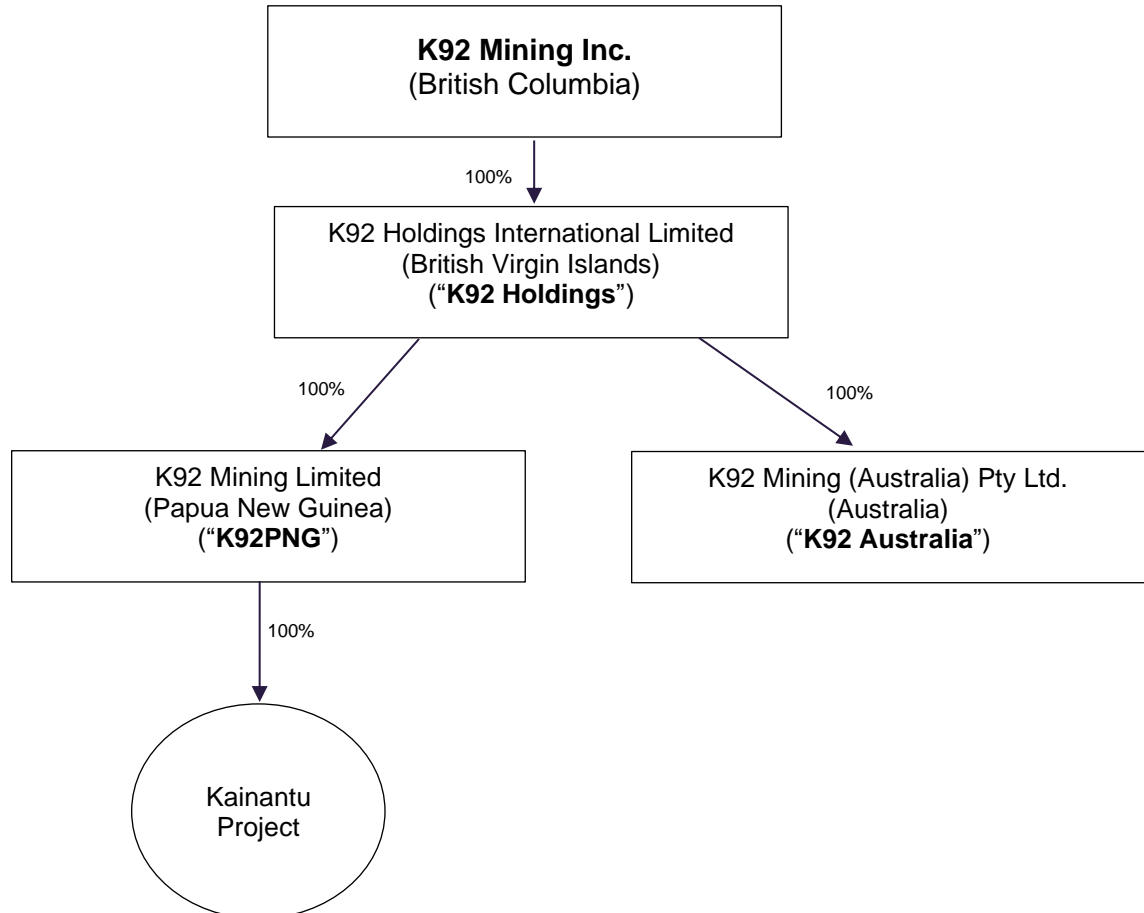 K92 Mining Inc.
(British Columbia)
100%
K92 Holdings International Limited
(British Virgin Islands)
(“K92 Holdings”)
100%
100%
K92 Mining Limited
(Papua New Guinea)
(“K92PNG”)
K92 Mining (Australia) Pty Ltd.
(Australia)
(“K92 Australia”)
100%
Kainantu
Project